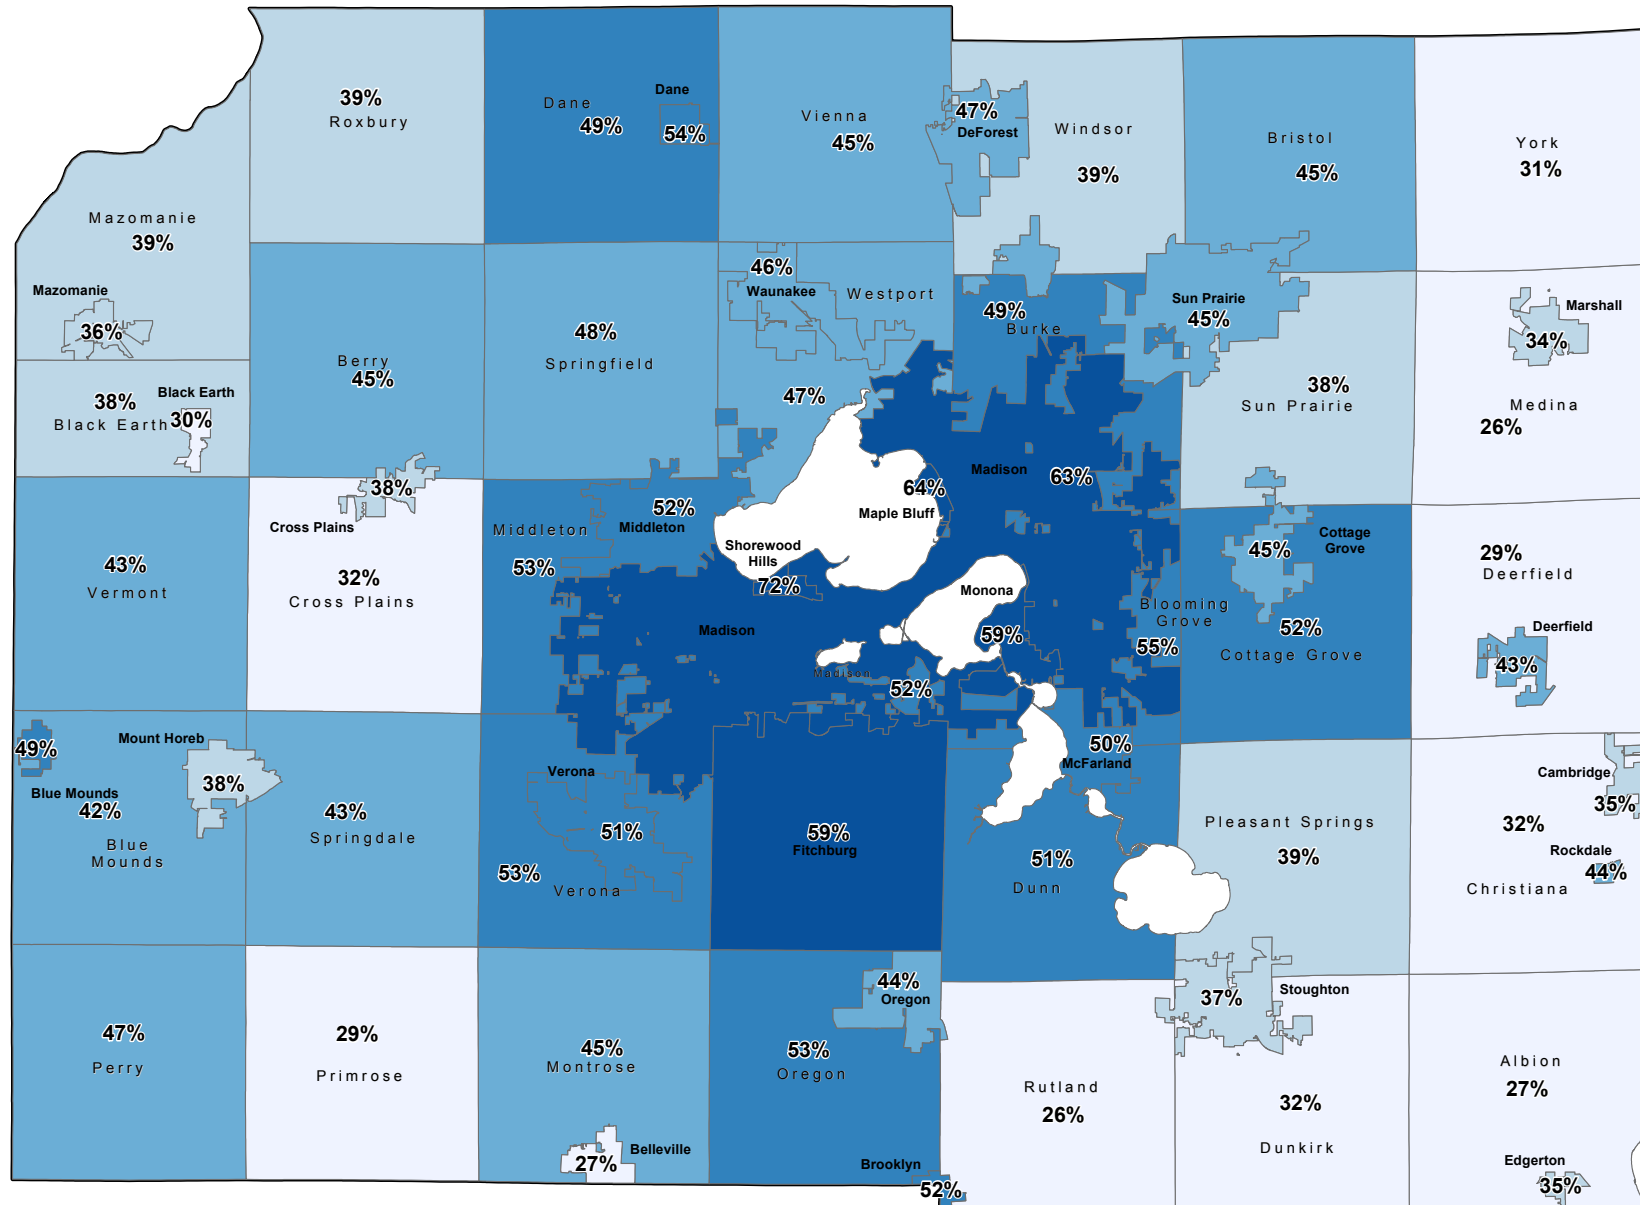 39%
Roxbury
Dane
49%
Dane
54%
Vienna
45%
47%
DeForest
Windsor
39%
Bristol
45%
York
31%
Mazomanie
39%
Mazomanie
36%
Berry
45%
48%
Springfield
46%
Waunakee
Westport
47%
49%
Burke
Sun Prairie
45%
38%
Sun Prairie
Marshall
34%
Medina
26%
38%
Black Earth
Black Earth
30%
38%
Cross Plains
32%
Cross Plains
43%
Vermont
Middleton
53%
52%
Middleton
Shorewood
Hills
72%
64%
Maple Bluff
Madison
63%
Madison
Monona
59%
Madison
52%
Blooming
Grove
55%
Cottage
Grove
45%
52%
Cottage Grove
29%
Deerfield
Deerfield
43%
49%
Blue Mounds
42%
Blue
Mounds
Mount Horeb
38%
43%
Springdale
Verona
51%
53%
Verona
59%
Fitchburg
50%
McFarland
51%
Dunn
Pleasant Springs
39%
Cambridge
35%
32%
Rockdale
44%
Christiana
47%
Perry
29%
Primrose
45%
Montrose
Belleville
27%
44%
Oregon
53%
Oregon
Brooklyn
52%
Rutland
26%
37%
Stoughton
32%
Dunkirk
Albion
27%
Edgerton
35%